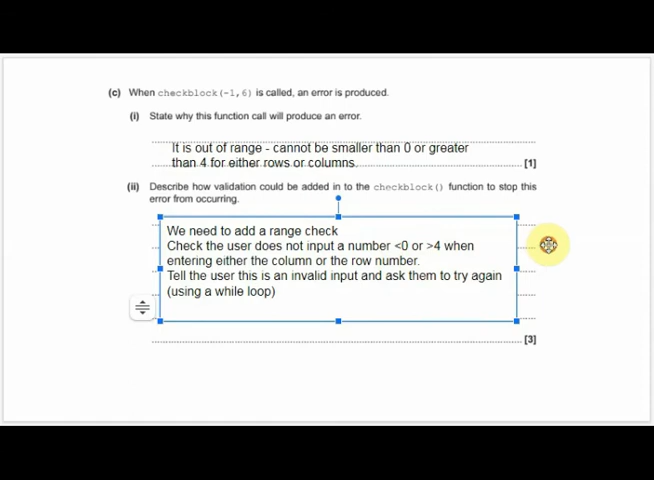 (c) When checkblock(-1,6) is called, an error is produced.
(i) State why this function call will produce an error.
It is out of range - cannot be smaller than 0 or greater
than 4 for either rows or columns. [1]
(ii) Describe how validation could be added in to the checkblock() function to stop this
error from occurring.
We need to add a range check
Check the user does not input a number <0 or >4 when
entering either the column or the row number.
Tell the user this is an invalid input and ask them to try again
(using a while loop)
[3]